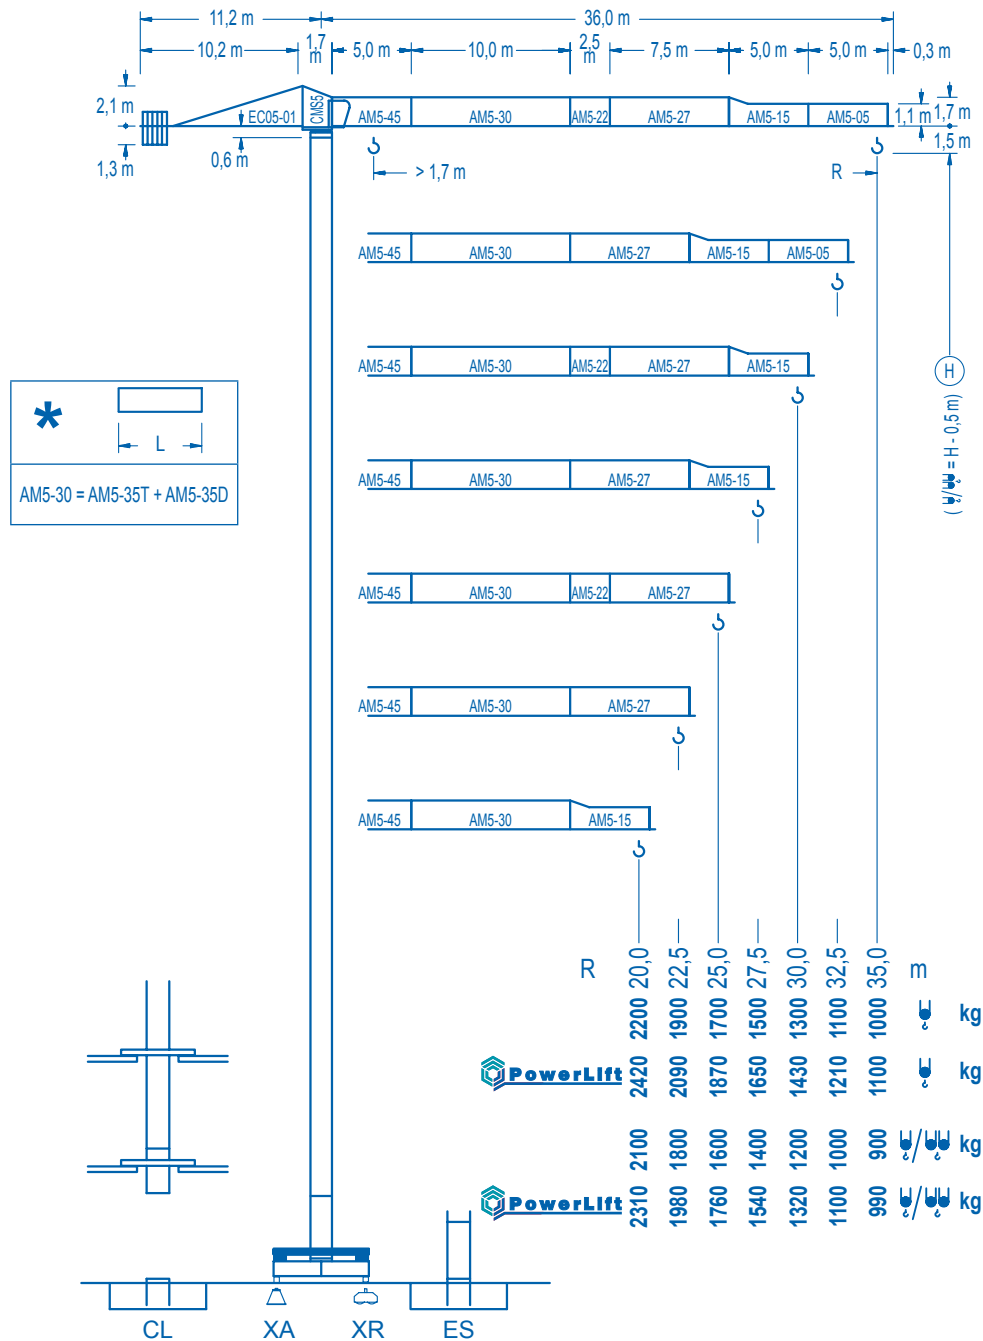 11,2 m 36,0 m
10,2 m 1,7 m 5,0 m 10,0 m 2,5 m 7,5 m 5,0 m 5,0 m 0,3 m
2,1 m EC05-01 CMS5 AM5-45 AM5-30 AM5-22 AM5-27 AM5-15 AM5-05 1,1 m 1,7 m
1,3 m 0,6 m > 1,7 m R 1,5 m
AM5-45 AM5-30 AM5-27 AM5-15 AM5-05
AM5-45 AM5-30 AM5-22 AM5-27 AM5-15
H
( / = H - 0,5 m)
* L
AM5-30 = AM5-35T + AM5-35D
AM5-45 AM5-30 AM5-27 AM5-15
AM5-45 AM5-30 AM5-22 AM5-27
AM5-45 AM5-30 AM5-27
AM5-45 AM5-30 AM5-15
R 20,0 22,5 25,0 27,5 30,0 32,5 35,0 m
2200 1900 1700 1500 1300 1100 1000 kg
PowerLift 2420 2090 1870 1650 1430 1210 1100 kg
2100 1800 1600 1400 1200 1000 900 / kg
PowerLift 2310 1980 1760 1540 1320 1100 990 / kg
CL XA XR ES